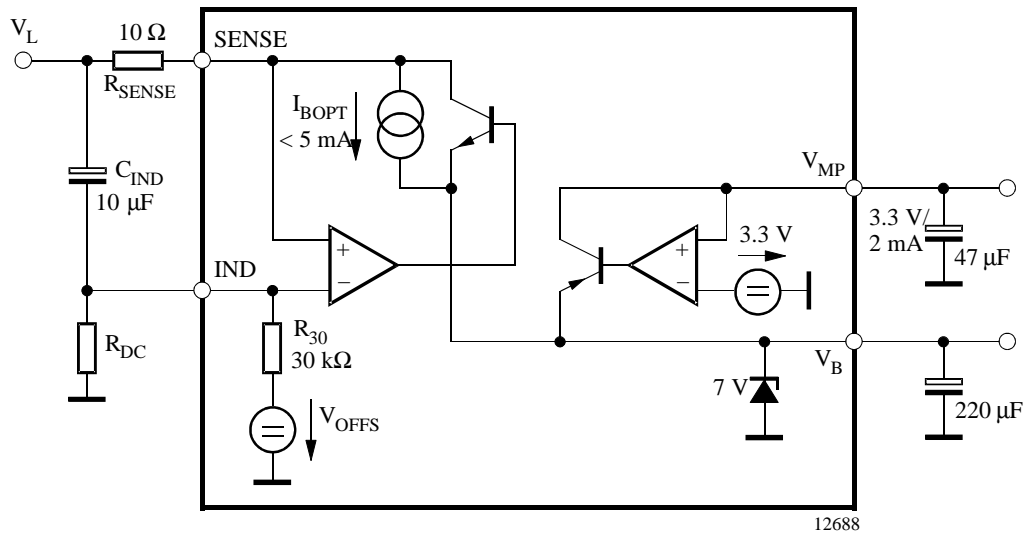 V_L
10 Ω
R_SENSE
SENSE
I_BOPT
< 5 mA
C_IND
10 µF
V_MP
3.3 V/
2 mA
47 µF
3.3 V
+
−
+
−
IND
R_DC
R_30
30 kΩ
V_OFFS
7 V
V_B
220 µF
12688